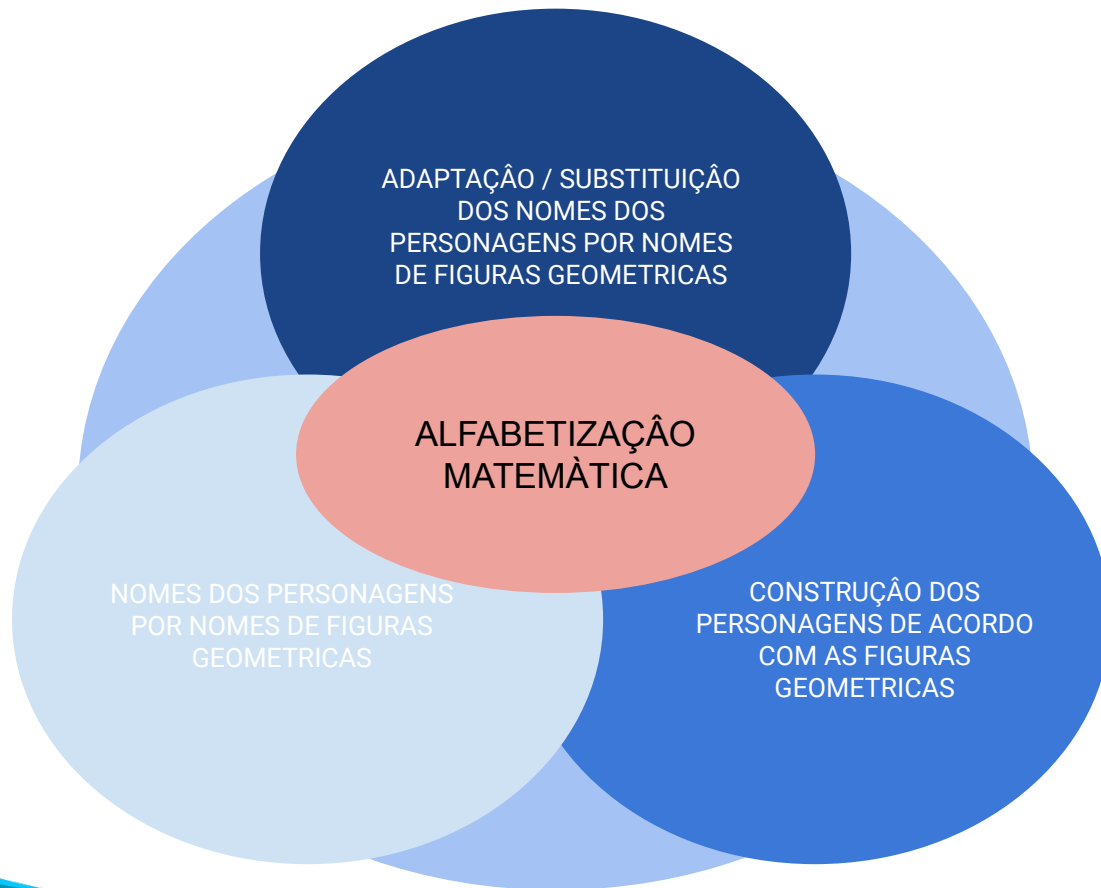 ADAPTAÇÂO / SUBSTITUIÇÂO
DOS NOMES DOS
PERSONAGENS POR NOMES
DE FIGURAS GEOMETRICAS
ALFABETIZAÇÂO
MATEMÀTICA
NOMES DOS PERSONAGENS
POR NOMES DE FIGURAS
GEOMETRICAS
CONSTRUÇÂO DOS
PERSONAGENS DE ACORDO
COM AS FIGURAS
GEOMETRICAS